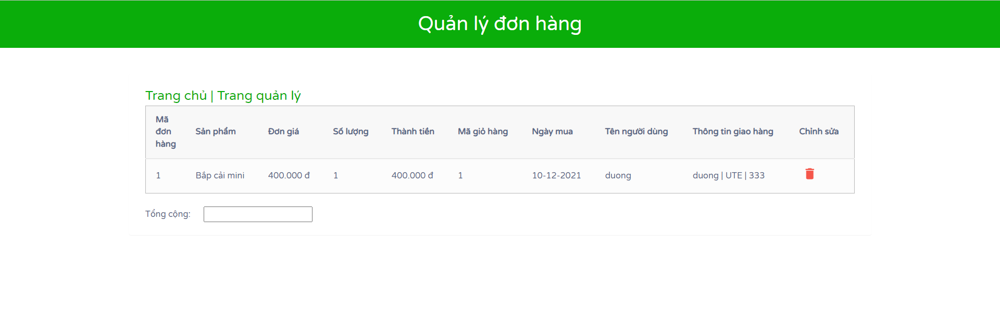 Quản lý đơn hàng
Trang chủ | Trang quản lý
Mã đơn hàng Sản phẩm Đơn giá Số lượng Thành tiền Mã giỏ hàng Ngày mua Tên người dùng Thông tin giao hàng Chỉnh sửa
1 Bắp cải mini 400.000 đ 1 400.000 đ 1 10-12-2021 duong duong | UTE | 333
Tổng cộng: